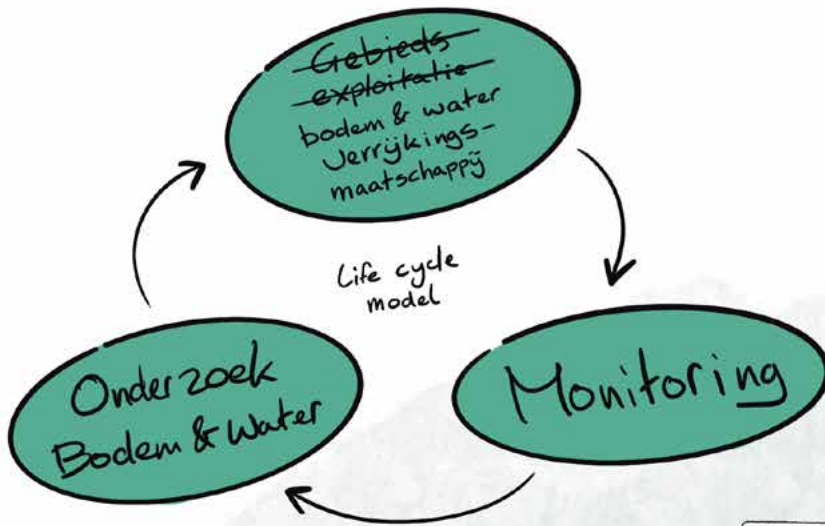 Gebieds
exploitatie
bodem & water
Verrijkings-
maatschappij
Life cycle
model
Onderzoek
Bodem & Water
Monitoring